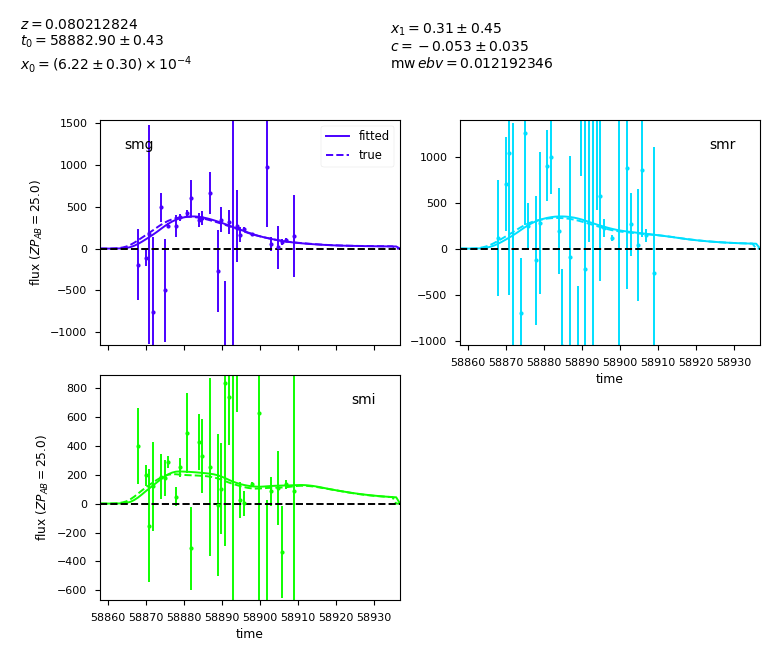 z = 0.080212824
t₀ = 58882.90 ± 0.43
x₀ = (6.22 ± 0.30) × 10⁻⁴
x₁ = 0.31 ± 0.45
c = −0.053 ± 0.035
mw ebv = 0.012192346
smg
fitted
true
1500
1000
500
0
−500
−1000
flux (ZP_AB = 25.0)
smr
1000
500
0
−500
−1000
58860 58870 58880 58890 58900 58910 58920 58930
time
smi
800
600
400
200
0
−200
−400
−600
flux (ZP_AB = 25.0)
58860 58870 58880 58890 58900 58910 58920 58930
time